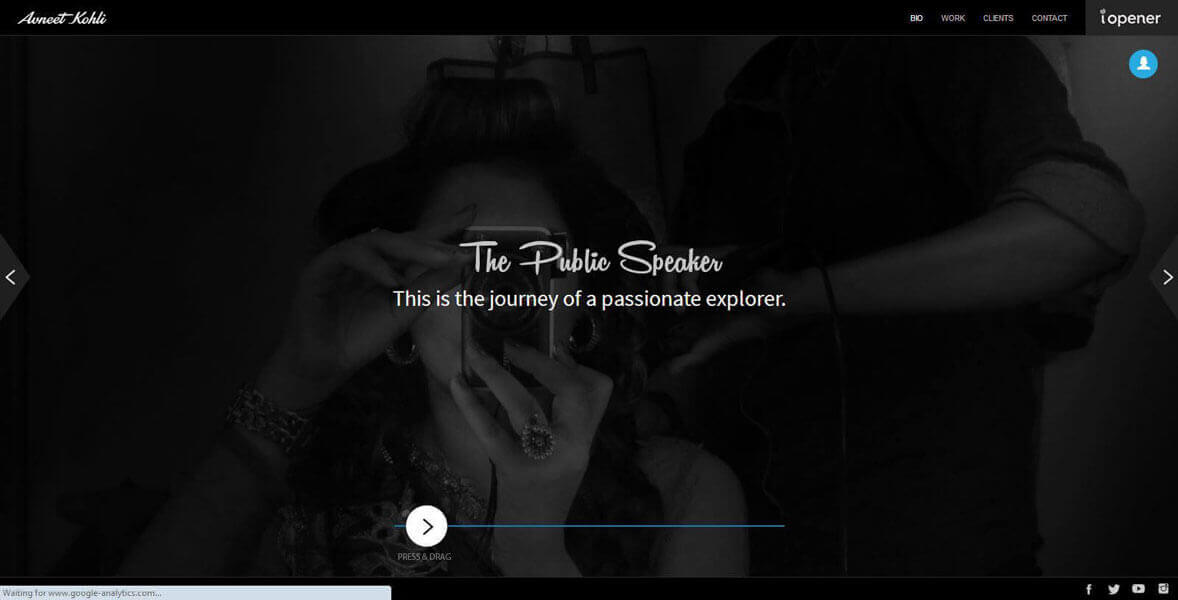 Avneet Kohli
BIO WORK CLIENTS CONTACT
iopener
The Public Speaker
This is the journey of a passionate explorer.
PRESS & DRAG
Waiting for www.google-analytics.com...